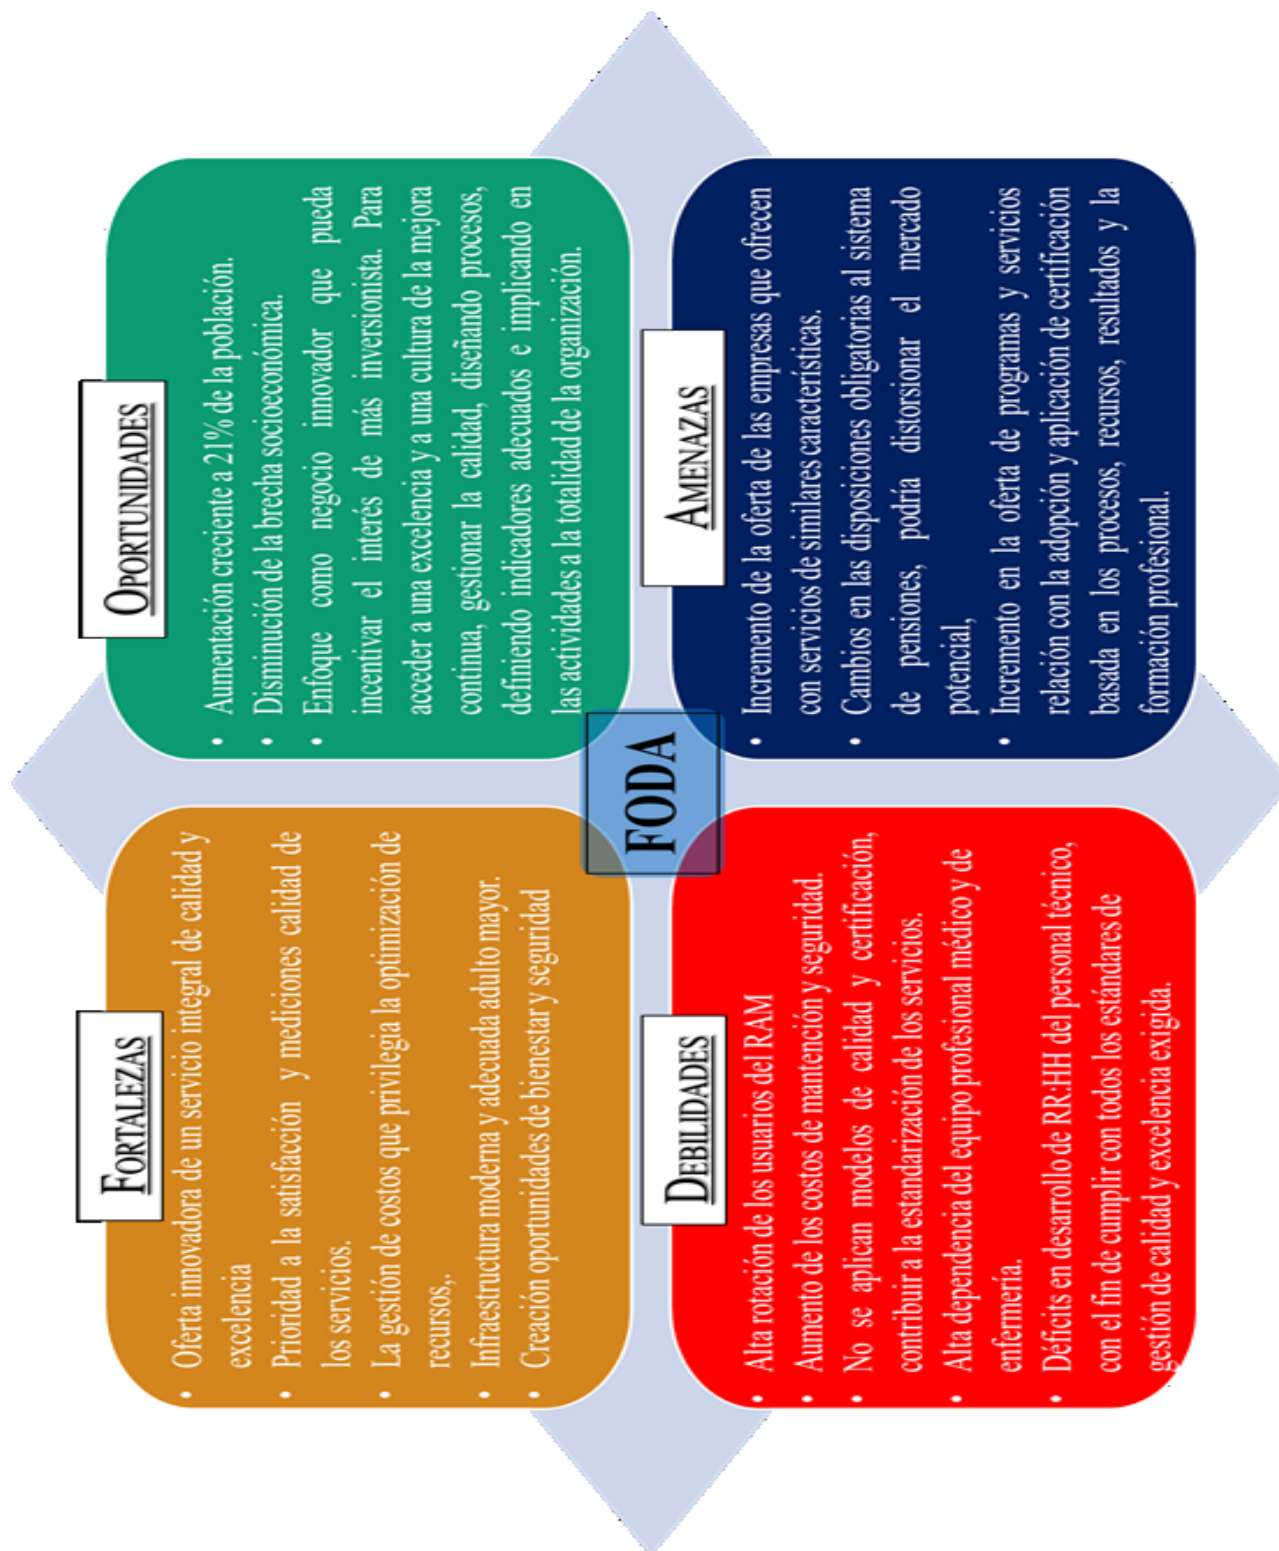 FORTALEZAS
• Oferta innovadora de un servicio integral de calidad y
excelencia
• Prioridad a la satisfacción y mediciones calidad de
los servicios.
• La gestión de costos que privilegia la optimización de
recursos,.
• Infraestructura moderna y adecuada adulto mayor.
• Creación oportunidades de bienestar y seguridad
OPORTUNIDADES
• Aumentación creciente a 21% de la población.
• Disminución de la brecha socioeconómica.
• Enfoque como negocio innovador que pueda
incentivar el interés de más inversionista. Para
acceder a una excelencia y a una cultura de la mejora
continua, gestionar la calidad, diseñando procesos,
definiendo indicadores adecuados e implicando en
las actividades a la totalidad de la organización.
FODA
DEBILIDADES
• Alta rotación de los usuarios del RAM
• Aumento de los costos de mantención y seguridad.
• No se aplican modelos de calidad y certificación,
contribuir a la estandarización de los servicios.
• Alta dependencia del equipo profesional médico y de
enfermería.
• Déficits en desarrollo de RR:HH del personal técnico,
con el fin de cumplir con todos los estándares de
gestión de calidad y excelencia exigida.
AMENAZAS
• Incremento de la oferta de las empresas que ofrecen
con servicios de similares características.
• Cambios en las disposiciones obligatorias al sistema
de pensiones, podría distorsionar el mercado
potencial,
• Incremento en la oferta de programas y servicios
relación con la adopción y aplicación de certificación
basada en los procesos, recursos, resultados y la
formación profesional.